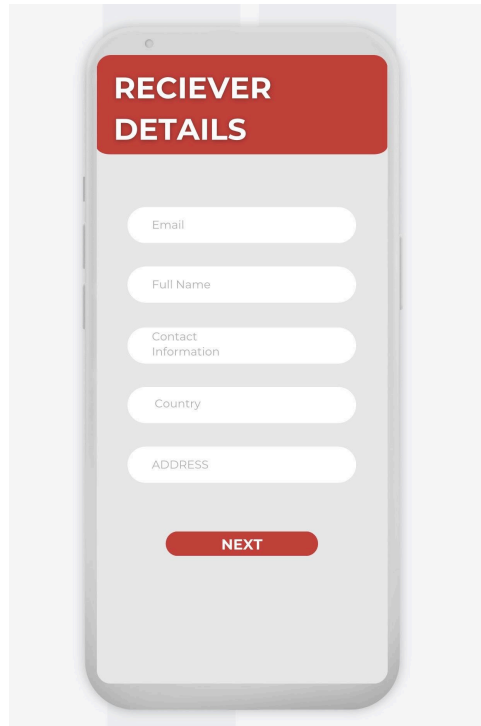 RECIEVER
DETAILS
Email
Full Name
Contact
Information
Country
ADDRESS
NEXT